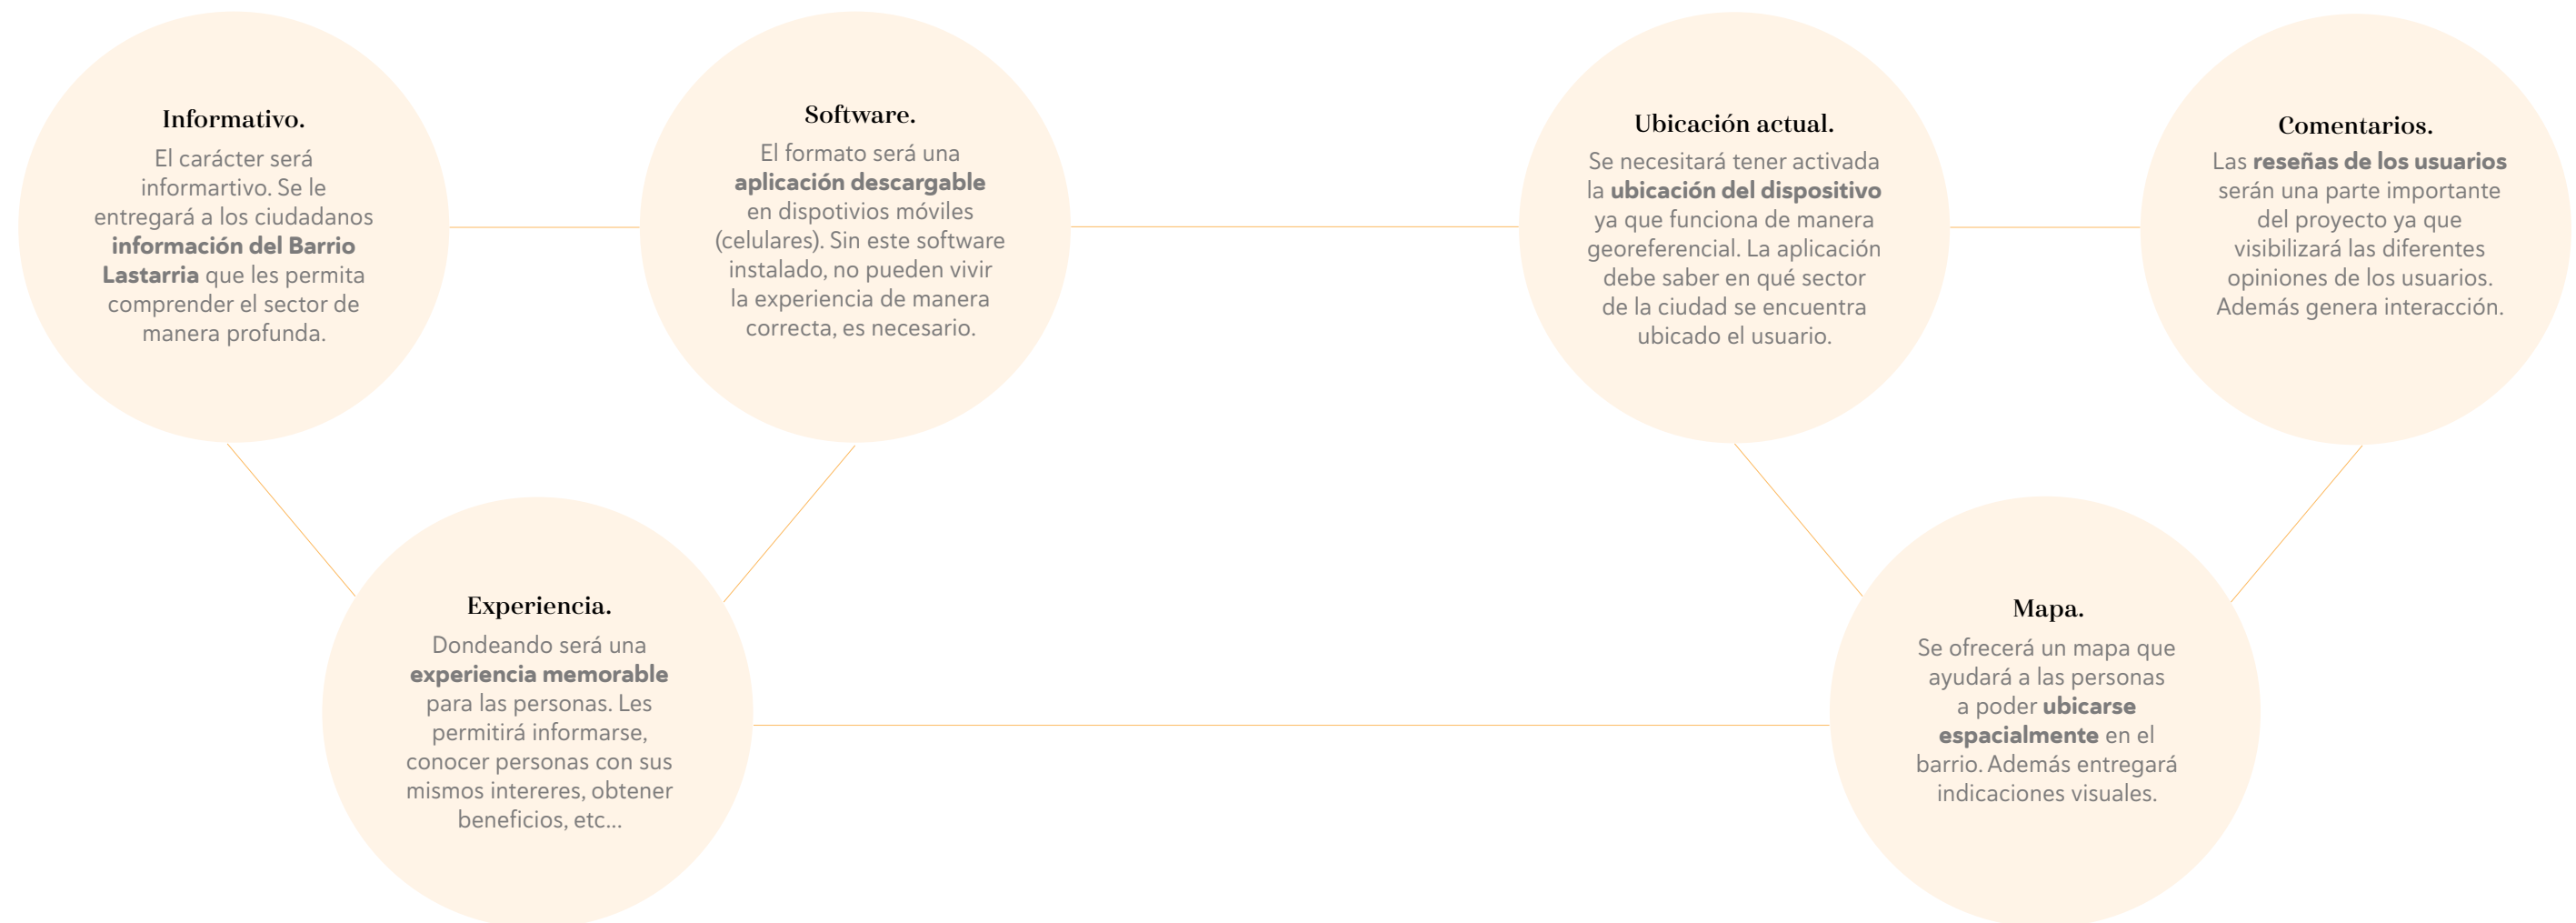 Informativo.
El carácter será
informartivo. Se le
entregará a los ciudadanos
información del Barrio
Lastarria que les permita
comprender el sector de
manera profunda.
Software.
El formato será una
aplicación descargable
en dispotivios móviles
(celulares). Sin este software
instalado, no pueden vivir
la experiencia de manera
correcta, es necesario.
Ubicación actual.
Se necesitará tener activada
la ubicación del dispositivo
ya que funciona de manera
georeferencial. La aplicación
debe saber en qué sector
de la ciudad se encuentra
ubicado el usuario.
Comentarios.
Las reseñas de los usuarios
serán una parte importante
del proyecto ya que
visibilizará las diferentes
opiniones de los usuarios.
Además genera interacción.
Experiencia.
Dondeando será una
experiencia memorable
para las personas. Les
permitirá informarse,
conocer personas con sus
mismos intereres, obtener
beneficios, etc...
Mapa.
Se ofrecerá un mapa que
ayudará a las personas
a poder ubicarse
espacialmente en el
barrio. Además entregará
indicaciones visuales.